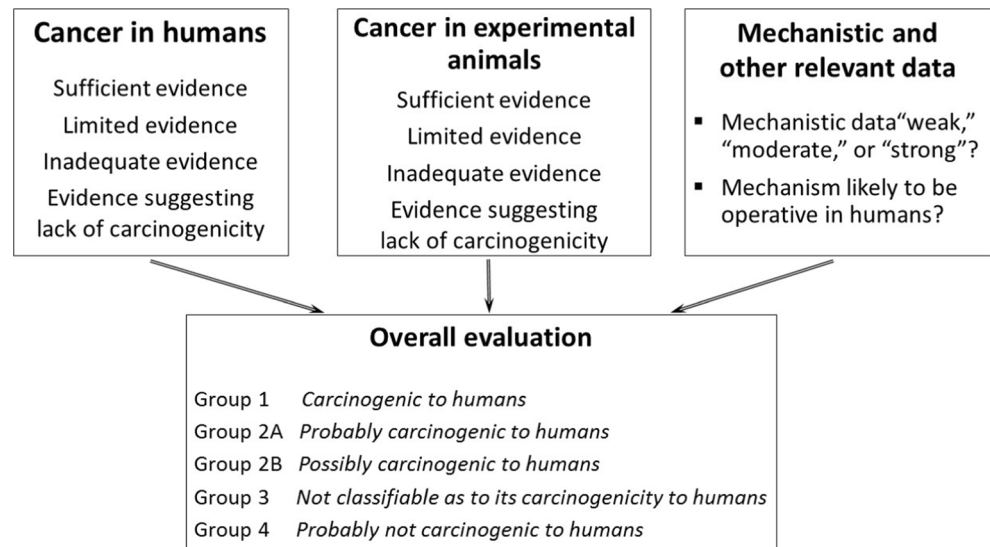 Cancer in humans
Sufficient evidence
Limited evidence
Inadequate evidence
Evidence suggesting
lack of carcinogenicity
Cancer in experimental
animals
Sufficient evidence
Limited evidence
Inadequate evidence
Evidence suggesting
lack of carcinogenicity
Mechanistic and
other relevant data
▪ Mechanistic data“weak,”
“moderate,” or “strong”?
▪ Mechanism likely to be
operative in humans?
Overall evaluation
Group 1 Carcinogenic to humans
Group 2A Probably carcinogenic to humans
Group 2B Possibly carcinogenic to humans
Group 3 Not classifiable as to its carcinogenicity to humans
Group 4 Probably not carcinogenic to humans